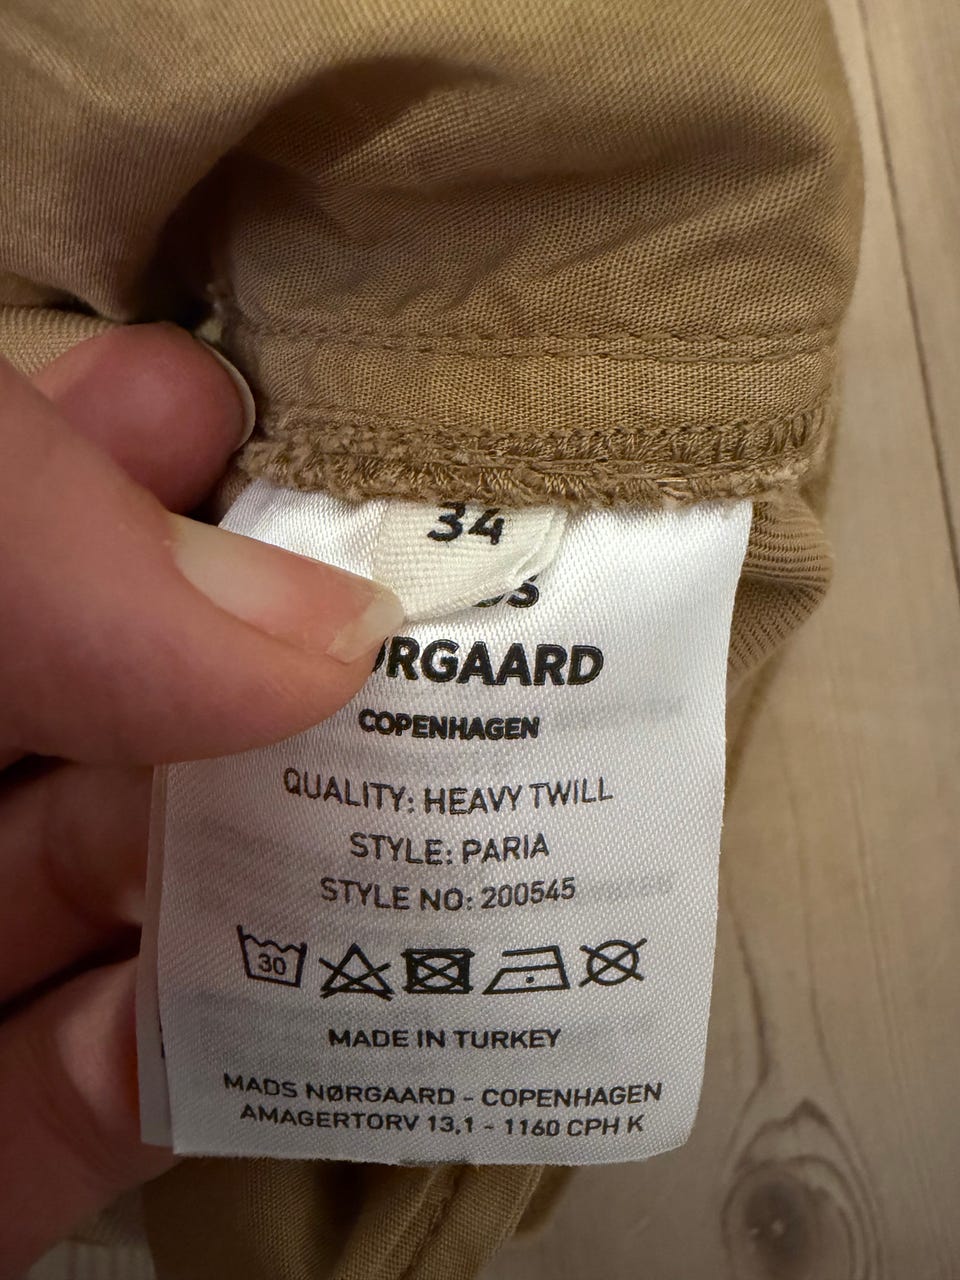 34
RGAARD
COPENHAGEN
QUALITY: HEAVY TWILL
STYLE: PARIA
STYLE NO: 200545
30
MADE IN TURKEY
MADS NØRGAARD - COPENHAGEN
AMAGERTORV 13,1 - 1160 CPH K